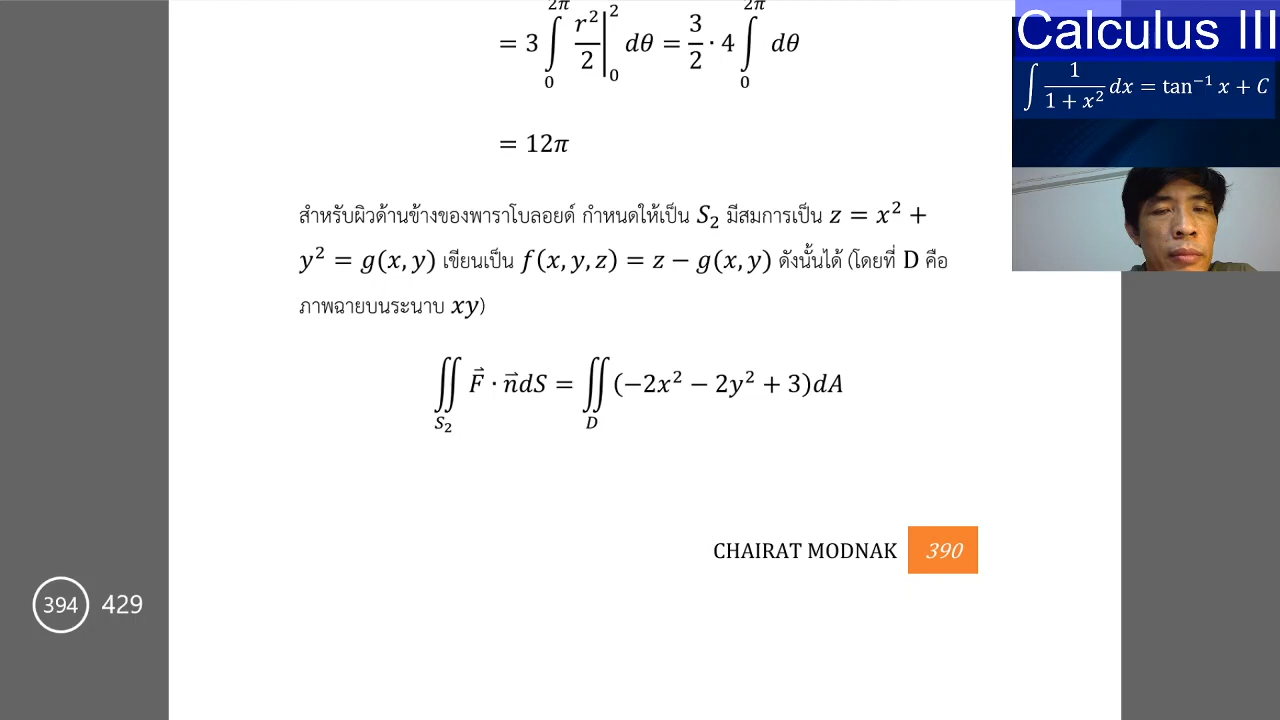 Calculus III
∫ 1/(1 + x²) dx = tan⁻¹ x + C
= 3 ∫₀^{2π} r²/2 |₀² dθ = 3/2 · 4 ∫₀^{2π} dθ
= 12π
สำหรับผิวด้านข้างของพาราโบลอยด์ กำหนดให้เป็น S₂ มีสมการเป็น z = x² +
y² = g(x, y) เขียนเป็น f(x, y, z) = z − g(x, y) ดังนั้นได้ (โดยที่ D คือ
ภาพฉายบนระนาบ xy)
∬_{S₂} F⃗ · n⃗dS = ∬_D (−2x² − 2y² + 3)dA
CHAIRAT MODNAK 390
394 429